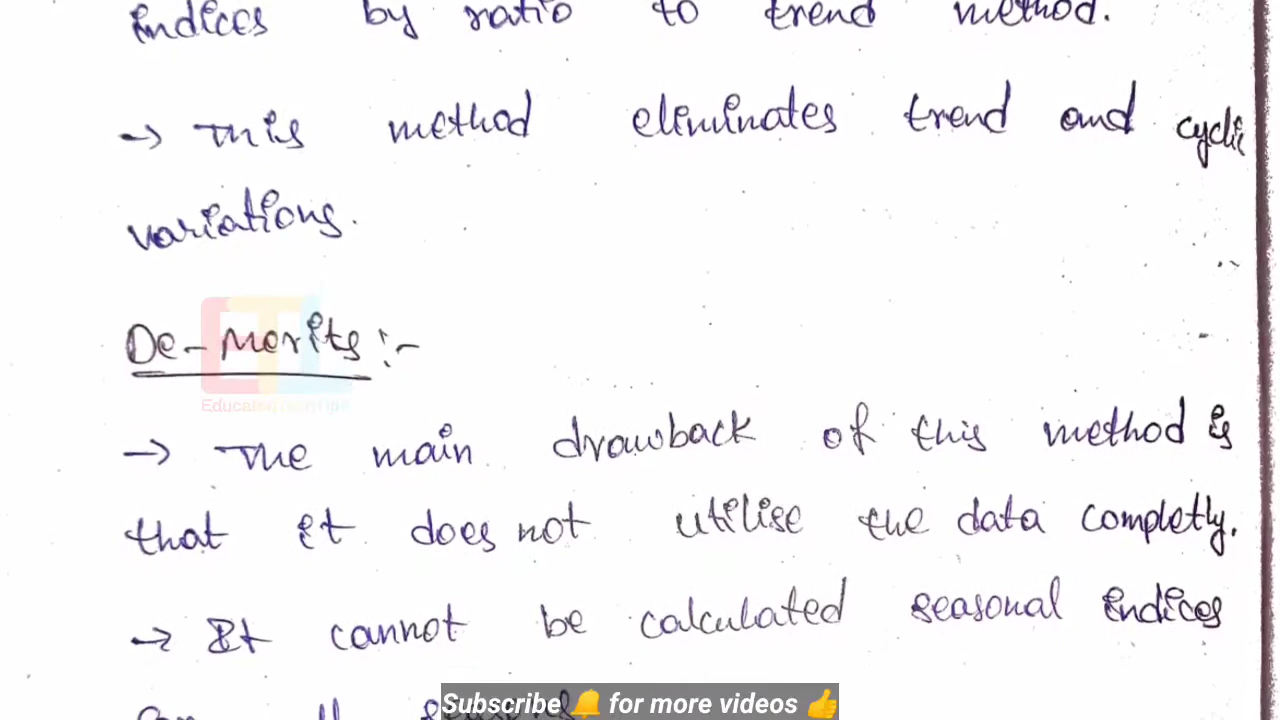 indices by ratio to trend method.
→ This method eliminates trend and cyclic
variations.
De-Merits :-
→ The main drawback of this method is
that it does not utilise the data completly.
→ It cannot be calculated seasonal indices
Subscribe🔔 for more videos 👍